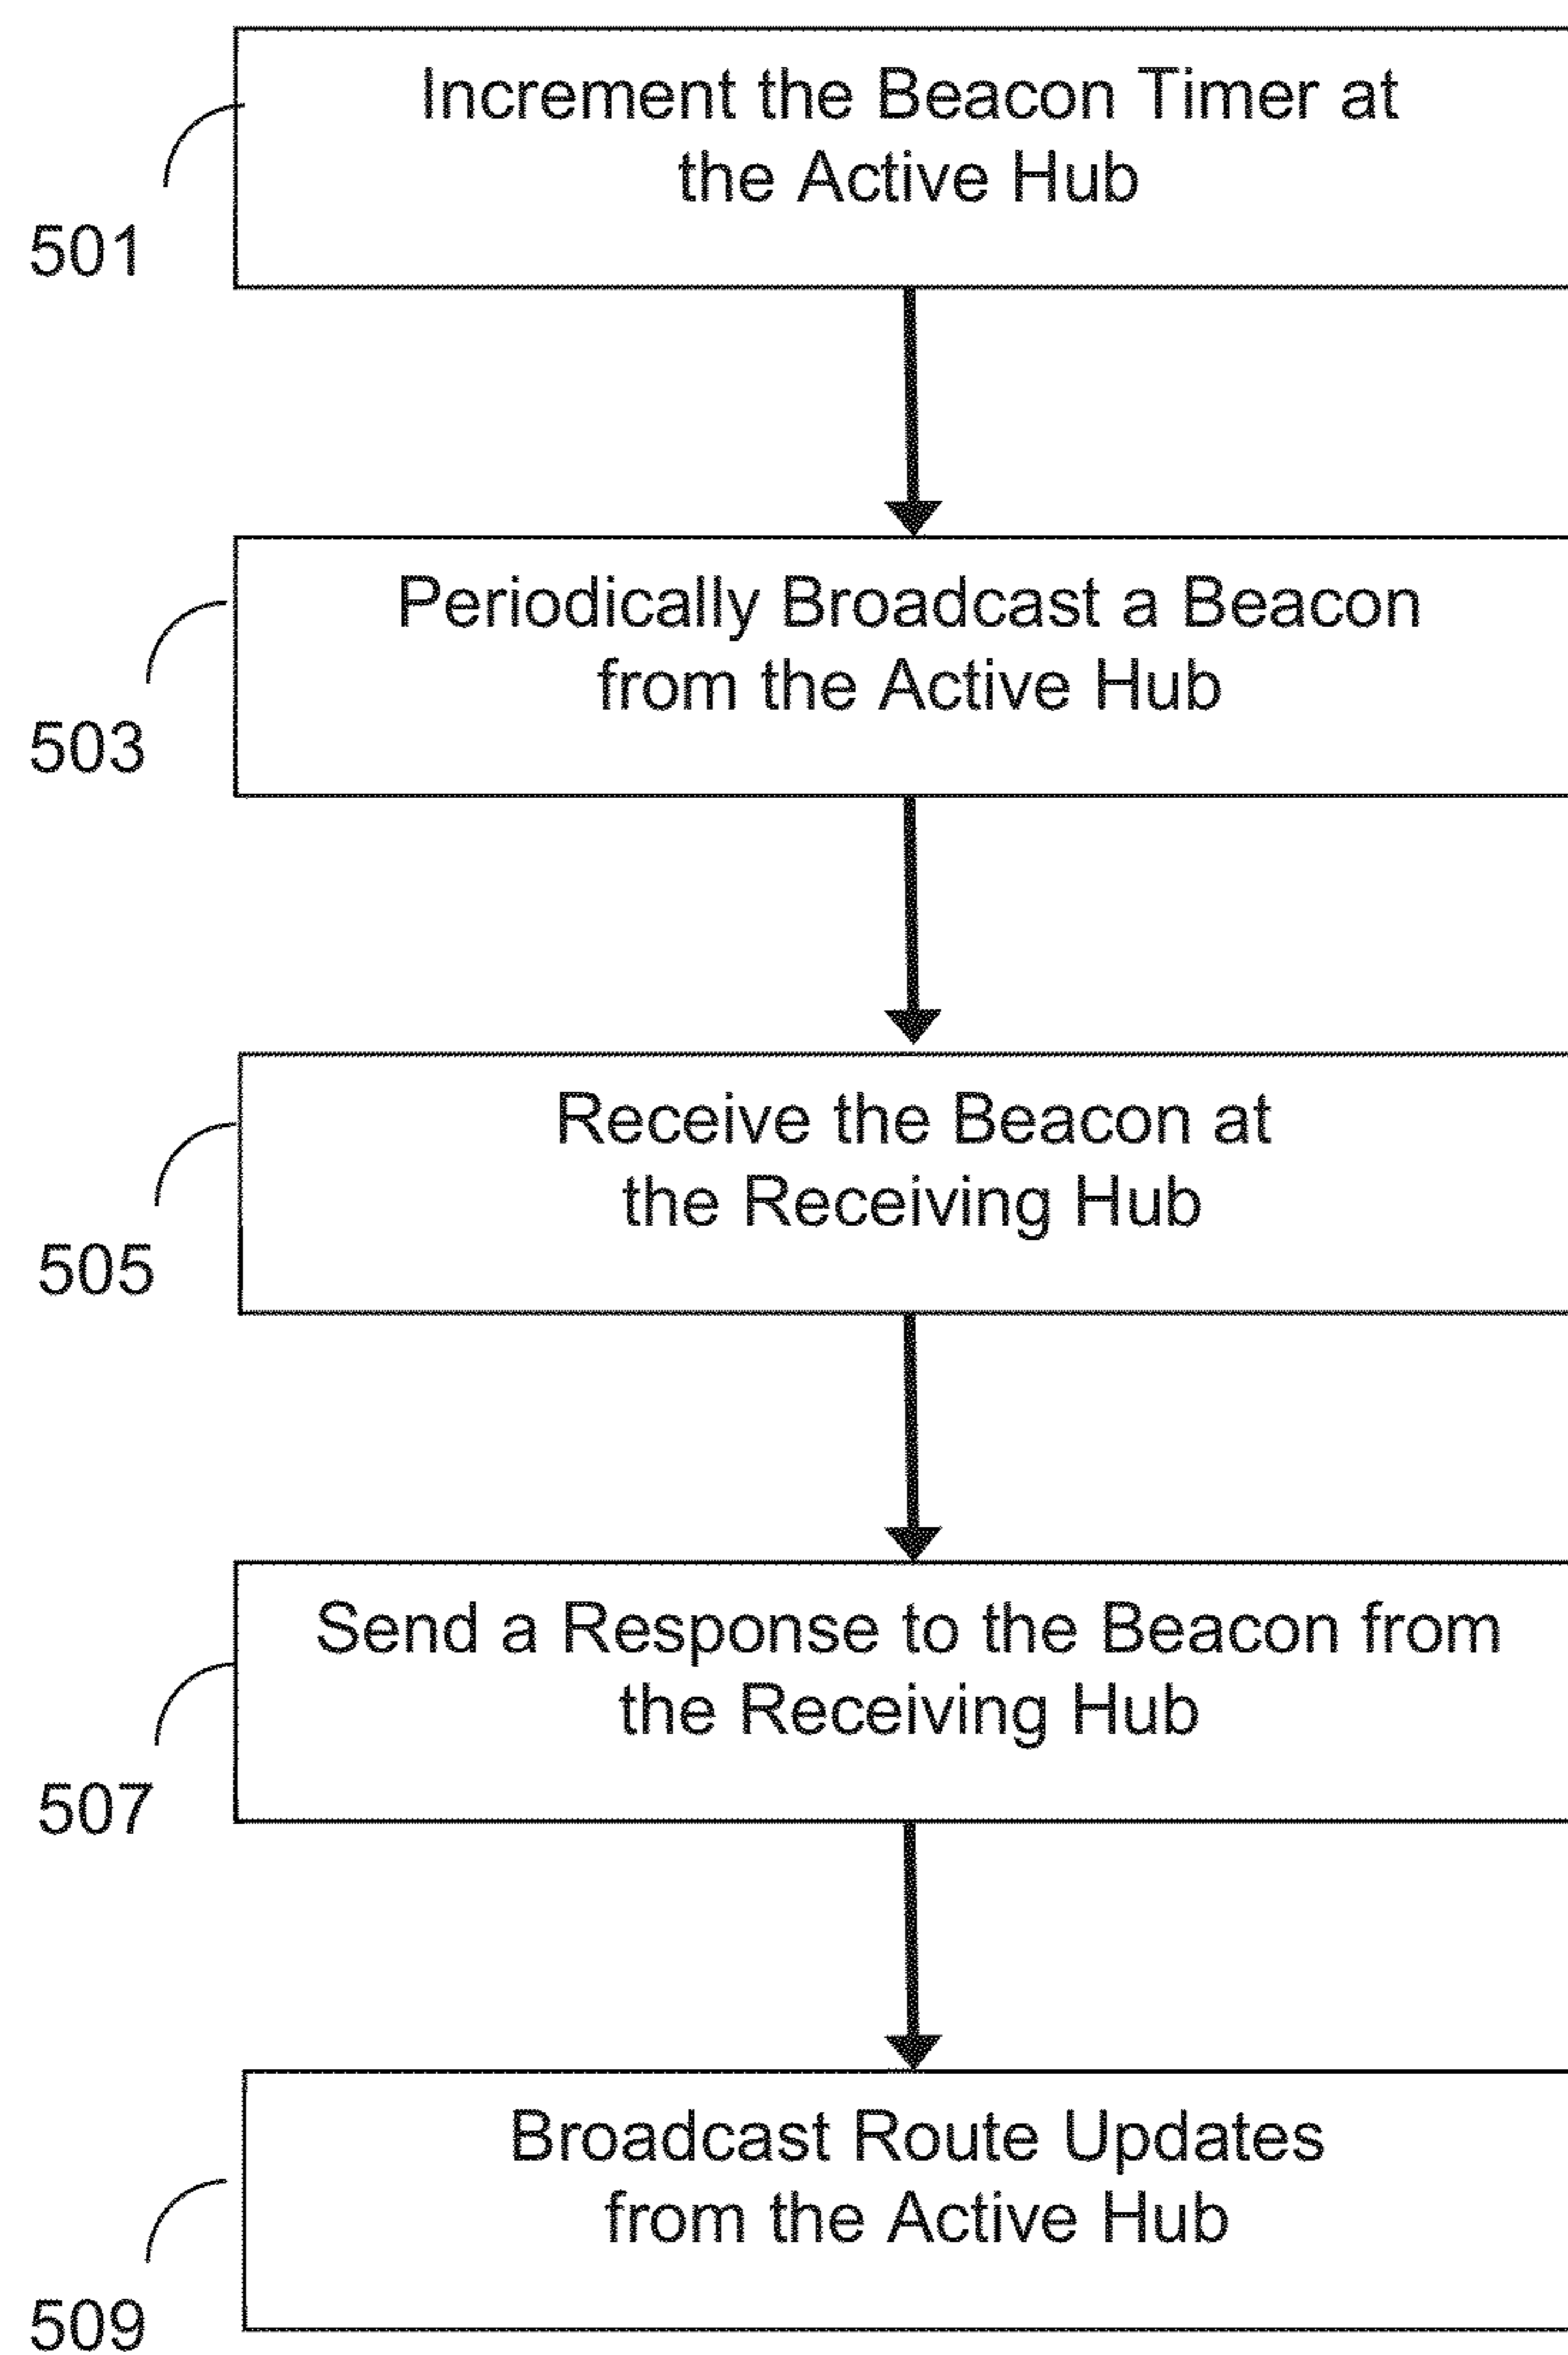 Increment the Beacon Timer at
the Active Hub
501
Periodically Broadcast a Beacon
from the Active Hub
503
Receive the Beacon at
the Receiving Hub
505
Send a Response to the Beacon from
the Receiving Hub
507
Broadcast Route Updates
from the Active Hub
509